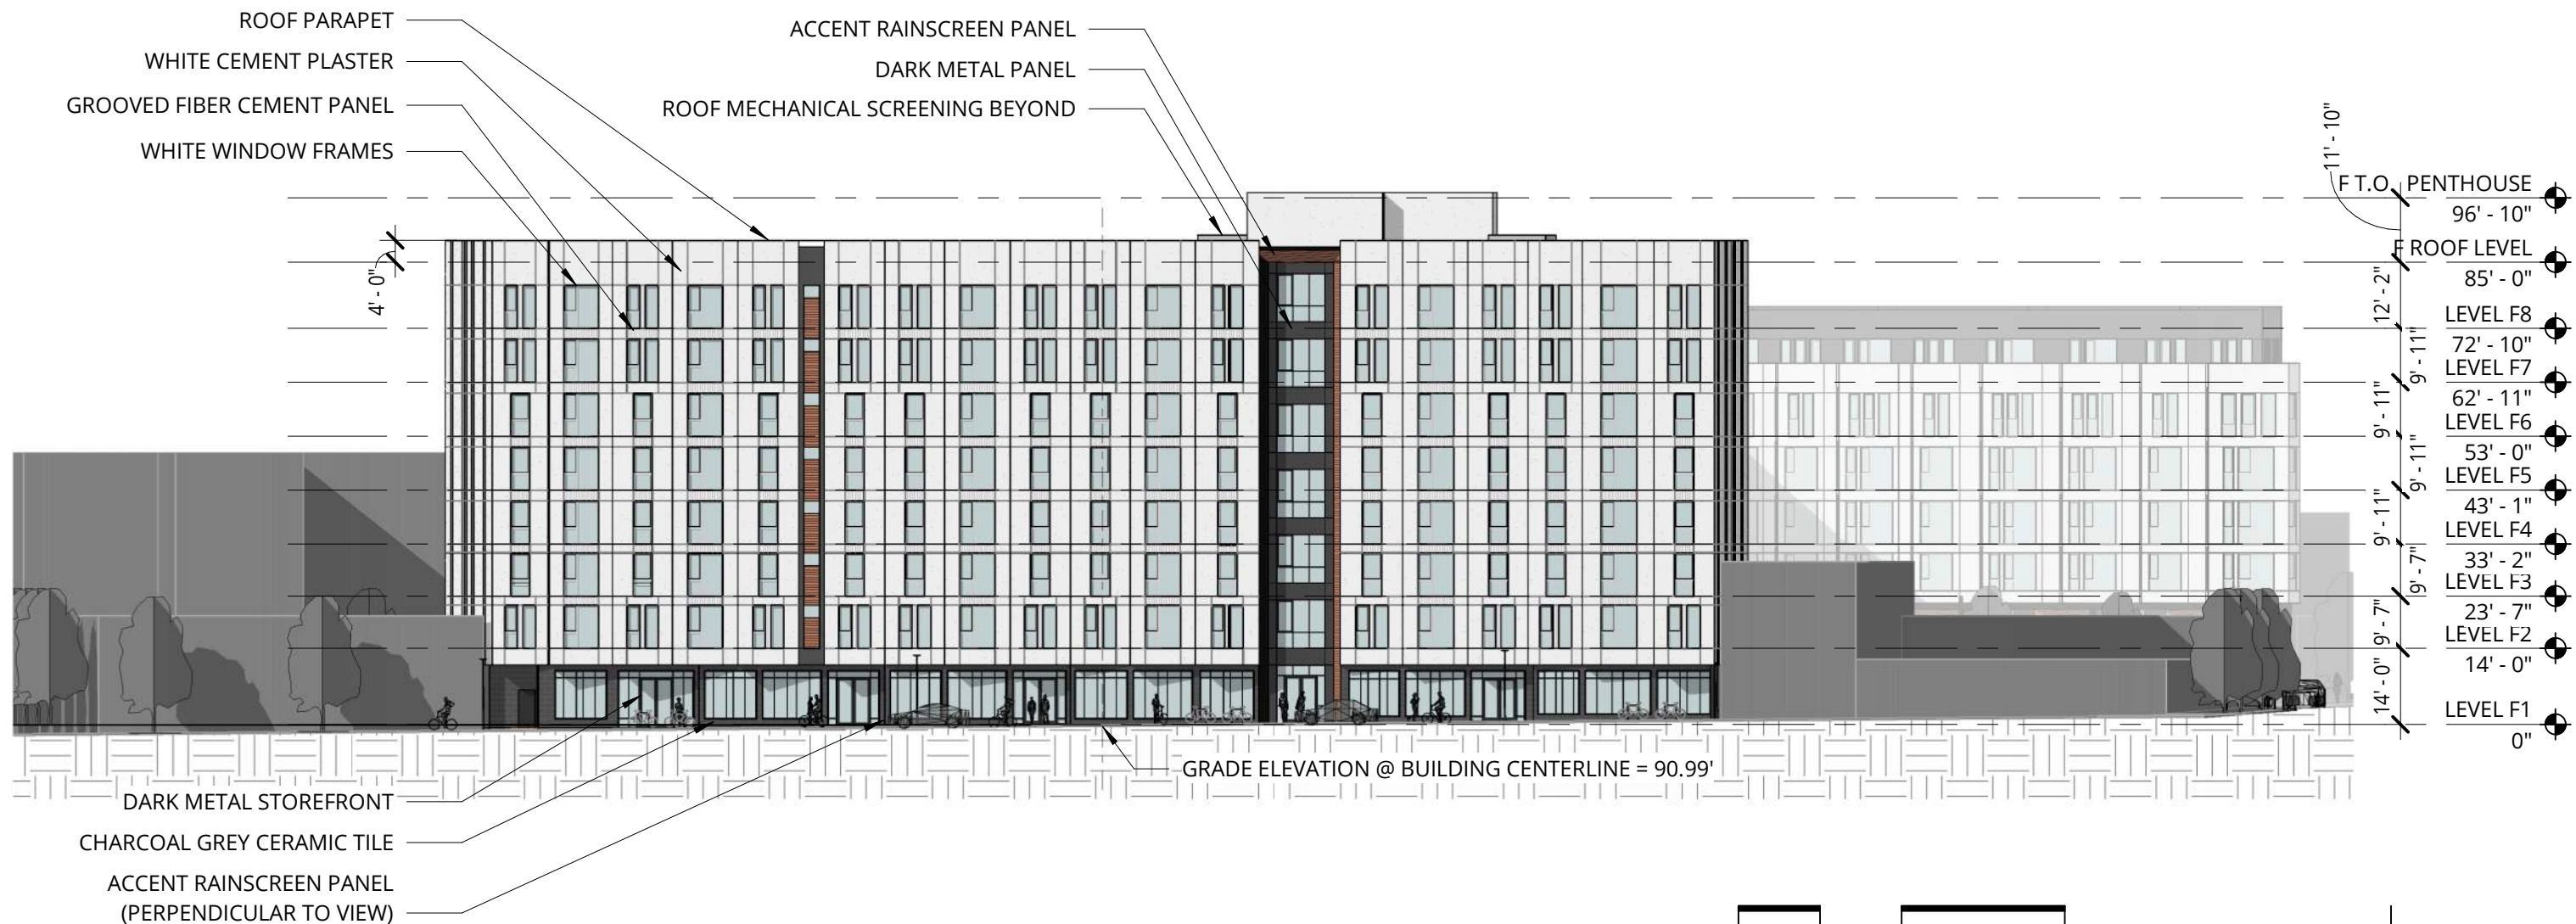 ROOF PARAPET
WHITE CEMENT PLASTER
GROOVED FIBER CEMENT PANEL
WHITE WINDOW FRAMES
ACCENT RAINSCREEN PANEL
DARK METAL PANEL
ROOF MECHANICAL SCREENING BEYOND
4' - 0"
11' - 10"
F T.O. PENTHOUSE
96' - 10"
F ROOF LEVEL
85' - 0"
12' - 2"
LEVEL F8
72' - 10"
9' - 11"
LEVEL F7
62' - 11"
9' - 11"
LEVEL F6
53' - 0"
9' - 11"
LEVEL F5
43' - 1"
9' - 11"
LEVEL F4
33' - 2"
9' - 7"
LEVEL F3
23' - 7"
9' - 7"
LEVEL F2
14' - 0"
14' - 0"
LEVEL F1
0"
GRADE ELEVATION @ BUILDING CENTERLINE = 90.99'
DARK METAL STOREFRONT
CHARCOAL GREY CERAMIC TILE
ACCENT RAINSCREEN PANEL
(PERPENDICULAR TO VIEW)